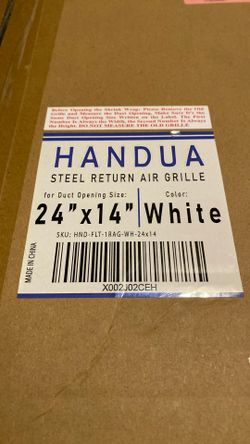 Before Opening the Shrink Wrap: Please Remove the Old
Grille and Measure the Duct Opening, Make Sure It's the
Same Duct Opening Size Written on the Label. The First
Number Is Always the Width, the Second Number Is Always
the Height. DO NOT MEASURE THE OLD GRILLE
HANDUA
STEEL RETURN AIR GRILLE
for Duct Opening Size:
Color:
24"x14"
White
SKU: HND-FLT-1RAG-WH-24x14
MADE IN CHINA
X002J02CEH